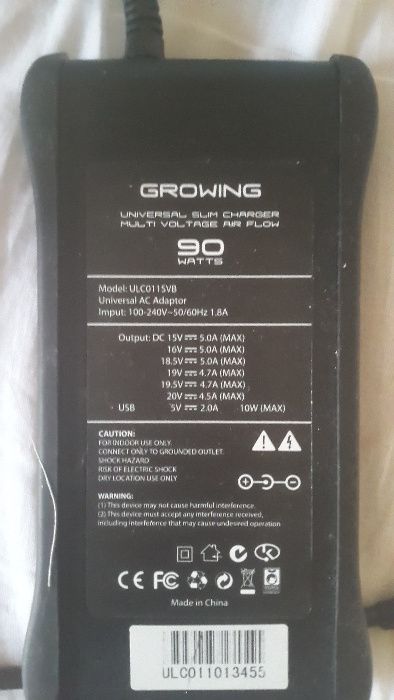 GROWING
UNIVERSAL SLIM CHARGER
MULTI VOLTAGE AIR FLOW
90
WATTS
Model: ULC0115VB
Universal AC Adaptor
Imput: 100-240V~50/60Hz 1.8A
Output: DC 15V ⎓ 5.0A (MAX)
16V ⎓ 5.0A (MAX)
18.5V ⎓ 5.0A (MAX)
19V ⎓ 4.7A (MAX)
19.5V ⎓ 4.7A (MAX)
20V ⎓ 4.5A (MAX)
USB 5V ⎓ 2.0A 10W (MAX)
CAUTION:
FOR INDOOR USE ONLY.
CONNECT ONLY TO GROUNDED OUTLET.
SHOCK HAZARD
RISK OF ELECTRIC SHOCK
DRY LOCATION USE ONLY
WARNING:
(1) This device may not cause harmful interference.
(2) This device must accept any interference received,
including interference that may cause undesired operation
CE FC
Made in China
ULC011013455